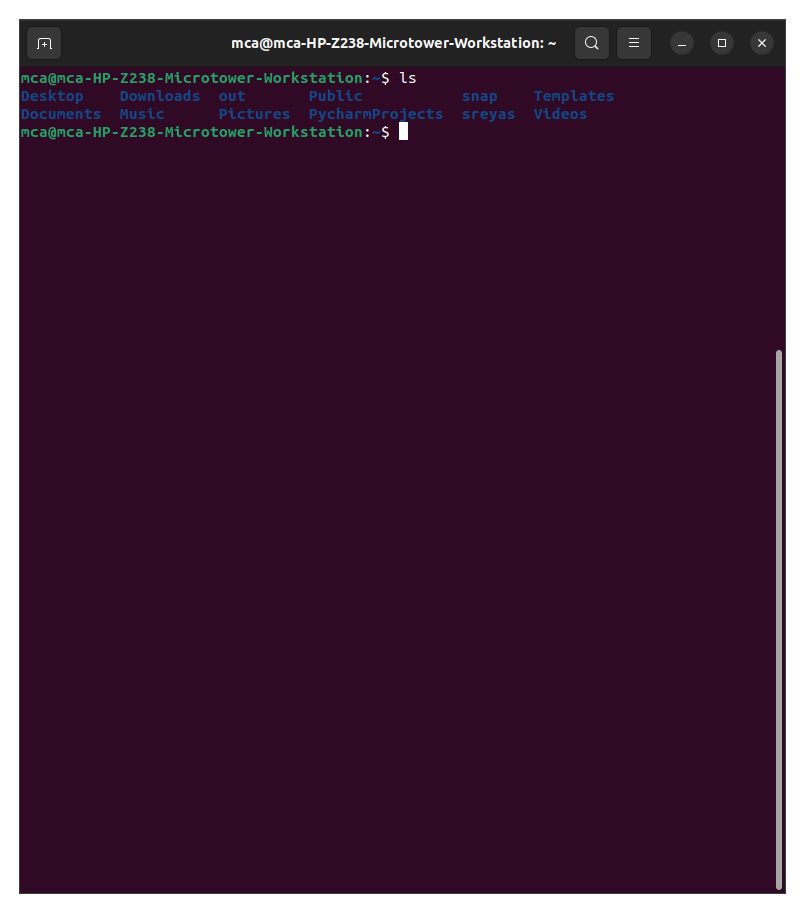 mca@mca-HP-Z238-Microtower-Workstation: ~
mca@mca-HP-Z238-Microtower-Workstation:~$ ls
Desktop Downloads out Public snap Templates
Documents Music Pictures PycharmProjects sreyas Videos
mca@mca-HP-Z238-Microtower-Workstation:~$